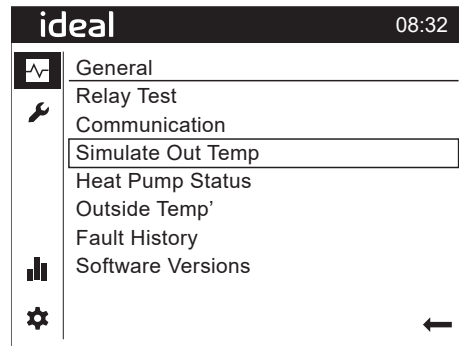 ideal 08:32
General
Relay Test
Communication
Simulate Out Temp
Heat Pump Status
Outside Temp’
Fault History
Software Versions